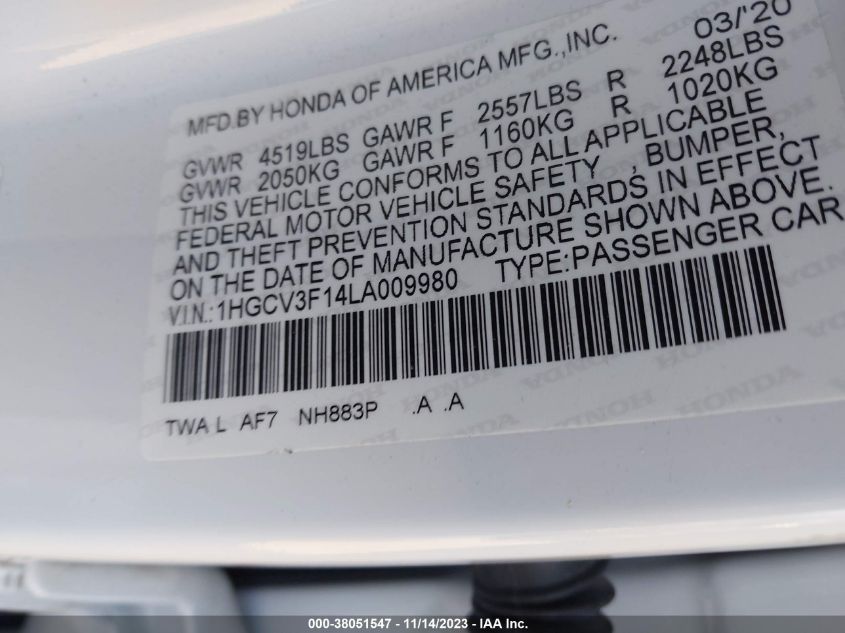 MFD.BY HONDA OF AMERICA MFG.,INC. 03/'20
GVWR 4519LBS GAWR F 2557LBS R 2248LBS
GVWR 2050KG GAWR F 1160KG R 1020KG
THIS VEHICLE CONFORMS TO ALL APPLICABLE
FEDERAL MOTOR VEHICLE SAFETY , BUMPER,
AND THEFT PREVENTION STANDARDS IN EFFECT
ON THE DATE OF MANUFACTURE SHOWN ABOVE.
V.I.N.:1HGCV3F14LA009980 TYPE:PASSENGER CAR
TWA L AF7 NH883P .A .A
000-38051547 - 11/14/2023 - IAA Inc.